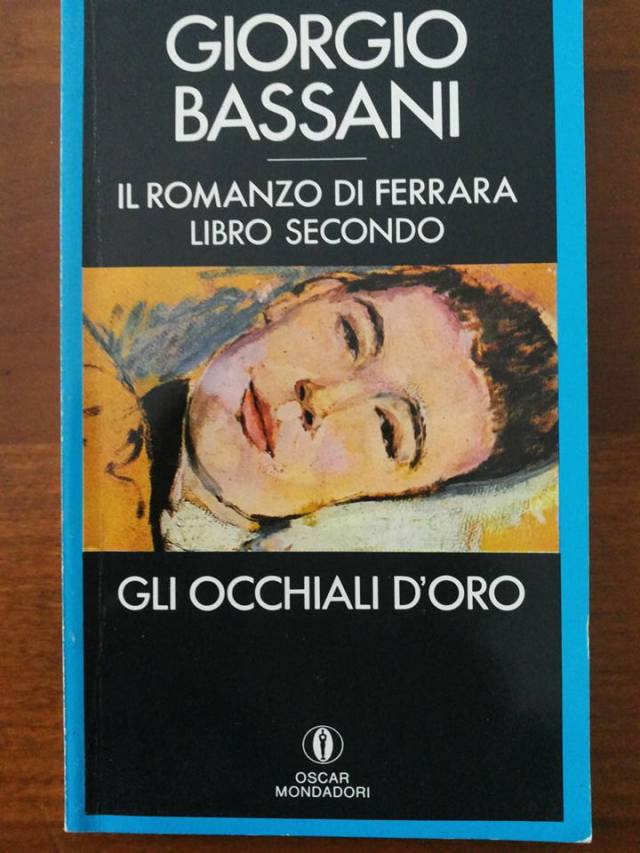 GIORGIO
BASSANI
IL ROMANZO DI FERRARA
LIBRO SECONDO
GLI OCCHIALI D'ORO
OSCAR
MONDADORI